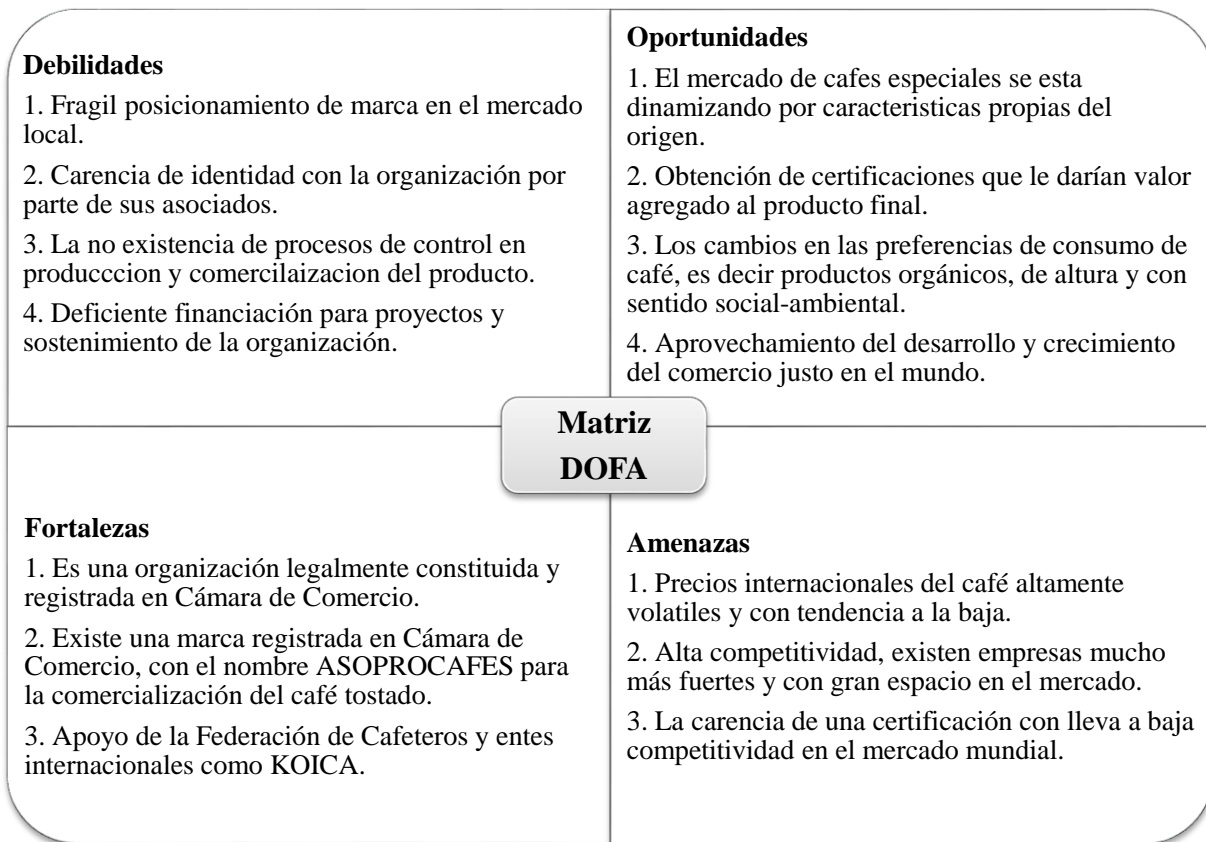 Debilidades
1. Fragil posicionamiento de marca en el mercado
local.
2. Carencia de identidad con la organización por
parte de sus asociados.
3. La no existencia de procesos de control en
producccion y comercilaizacion del producto.
4. Deficiente financiación para proyectos y
sostenimiento de la organización.
Oportunidades
1. El mercado de cafes especiales se esta
dinamizando por caracteristicas propias del
origen.
2. Obtención de certificaciones que le darían valor
agregado al producto final.
3. Los cambios en las preferencias de consumo de
café, es decir productos orgánicos, de altura y con
sentido social-ambiental.
4. Aprovechamiento del desarrollo y crecimiento
del comercio justo en el mundo.
Matriz
DOFA
Fortalezas
1. Es una organización legalmente constituida y
registrada en Cámara de Comercio.
2. Existe una marca registrada en Cámara de
Comercio, con el nombre ASOPROCAFES para
la comercialización del café tostado.
3. Apoyo de la Federación de Cafeteros y entes
internacionales como KOICA.
Amenazas
1. Precios internacionales del café altamente
volatiles y con tendencia a la baja.
2. Alta competitividad, existen empresas mucho
más fuertes y con gran espacio en el mercado.
3. La carencia de una certificación con lleva a baja
competitividad en el mercado mundial.